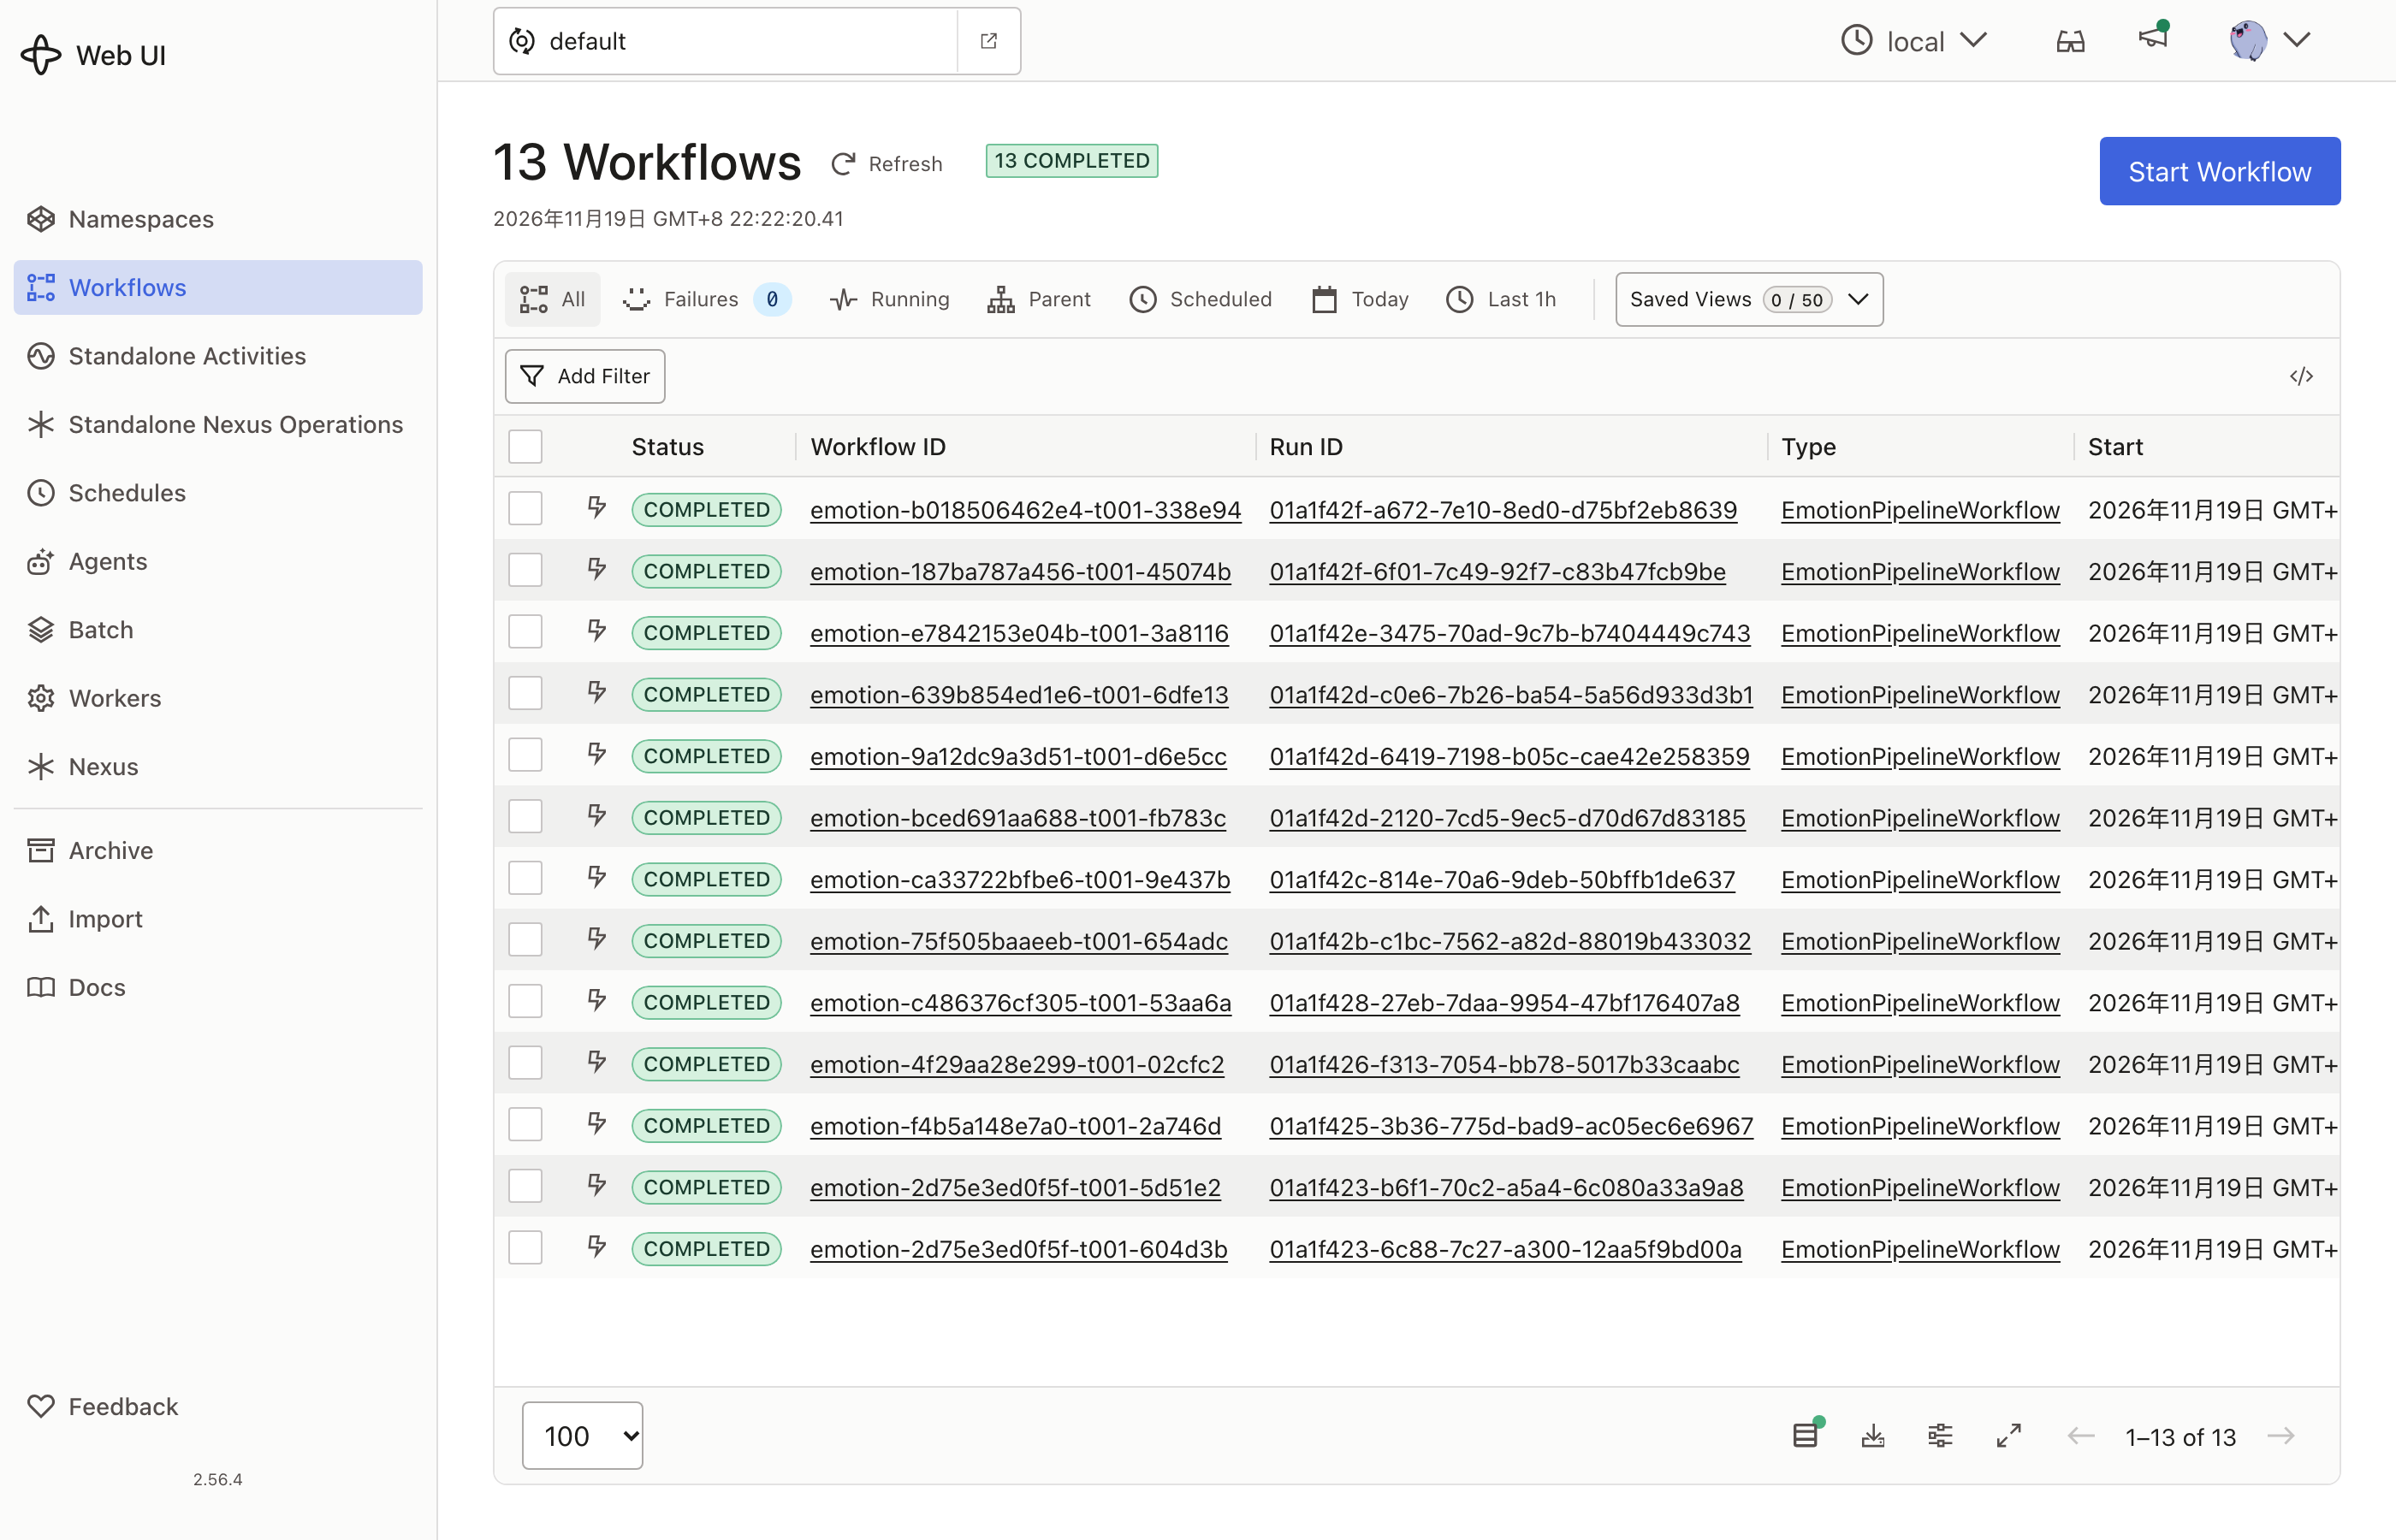 Web UI
default
local
Namespaces
Workflows
Standalone Activities
Standalone Nexus Operations
Schedules
Agents
Batch
Workers
Nexus
Archive
Import
Docs
Feedback
2.56.4
13 Workflows Refresh 13 COMPLETED
Start Workflow
2026年11月19日 GMT+8 22:22:20.41
All Failures 0 Running Parent Scheduled Today Last 1h Saved Views 0 / 50
Add Filter </>
Status Workflow ID Run ID Type Start
COMPLETED emotion-b018506462e4-t001-338e94 01a1f42f-a672-7e10-8ed0-d75bf2eb8639 EmotionPipelineWorkflow 2026年11月19日 GMT+
COMPLETED emotion-187ba787a456-t001-45074b 01a1f42f-6f01-7c49-92f7-c83b47fcb9be EmotionPipelineWorkflow 2026年11月19日 GMT+
COMPLETED emotion-e7842153e04b-t001-3a8116 01a1f42e-3475-70ad-9c7b-b7404449c743 EmotionPipelineWorkflow 2026年11月19日 GMT+
COMPLETED emotion-639b854ed1e6-t001-6dfe13 01a1f42d-c0e6-7b26-ba54-5a56d933d3b1 EmotionPipelineWorkflow 2026年11月19日 GMT+
COMPLETED emotion-9a12dc9a3d51-t001-d6e5cc 01a1f42d-6419-7198-b05c-cae42e258359 EmotionPipelineWorkflow 2026年11月19日 GMT+
COMPLETED emotion-bced691aa688-t001-fb783c 01a1f42d-2120-7cd5-9ec5-d70d67d83185 EmotionPipelineWorkflow 2026年11月19日 GMT+
COMPLETED emotion-ca33722bfbe6-t001-9e437b 01a1f42c-814e-70a6-9deb-50bffb1de637 EmotionPipelineWorkflow 2026年11月19日 GMT+
COMPLETED emotion-75f505baaeeb-t001-654adc 01a1f42b-c1bc-7562-a82d-88019b433032 EmotionPipelineWorkflow 2026年11月19日 GMT+
COMPLETED emotion-c486376cf305-t001-53aa6a 01a1f428-27eb-7daa-9954-47bf176407a8 EmotionPipelineWorkflow 2026年11月19日 GMT+
COMPLETED emotion-4f29aa28e299-t001-02cfc2 01a1f426-f313-7054-bb78-5017b33caabc EmotionPipelineWorkflow 2026年11月19日 GMT+
COMPLETED emotion-f4b5a148e7a0-t001-2a746d 01a1f425-3b36-775d-bad9-ac05ec6e6967 EmotionPipelineWorkflow 2026年11月19日 GMT+
COMPLETED emotion-2d75e3ed0f5f-t001-5d51e2 01a1f423-b6f1-70c2-a5a4-6c080a33a9a8 EmotionPipelineWorkflow 2026年11月19日 GMT+
COMPLETED emotion-2d75e3ed0f5f-t001-604d3b 01a1f423-6c88-7c27-a300-12aa5f9bd00a EmotionPipelineWorkflow 2026年11月19日 GMT+
100 1–13 of 13